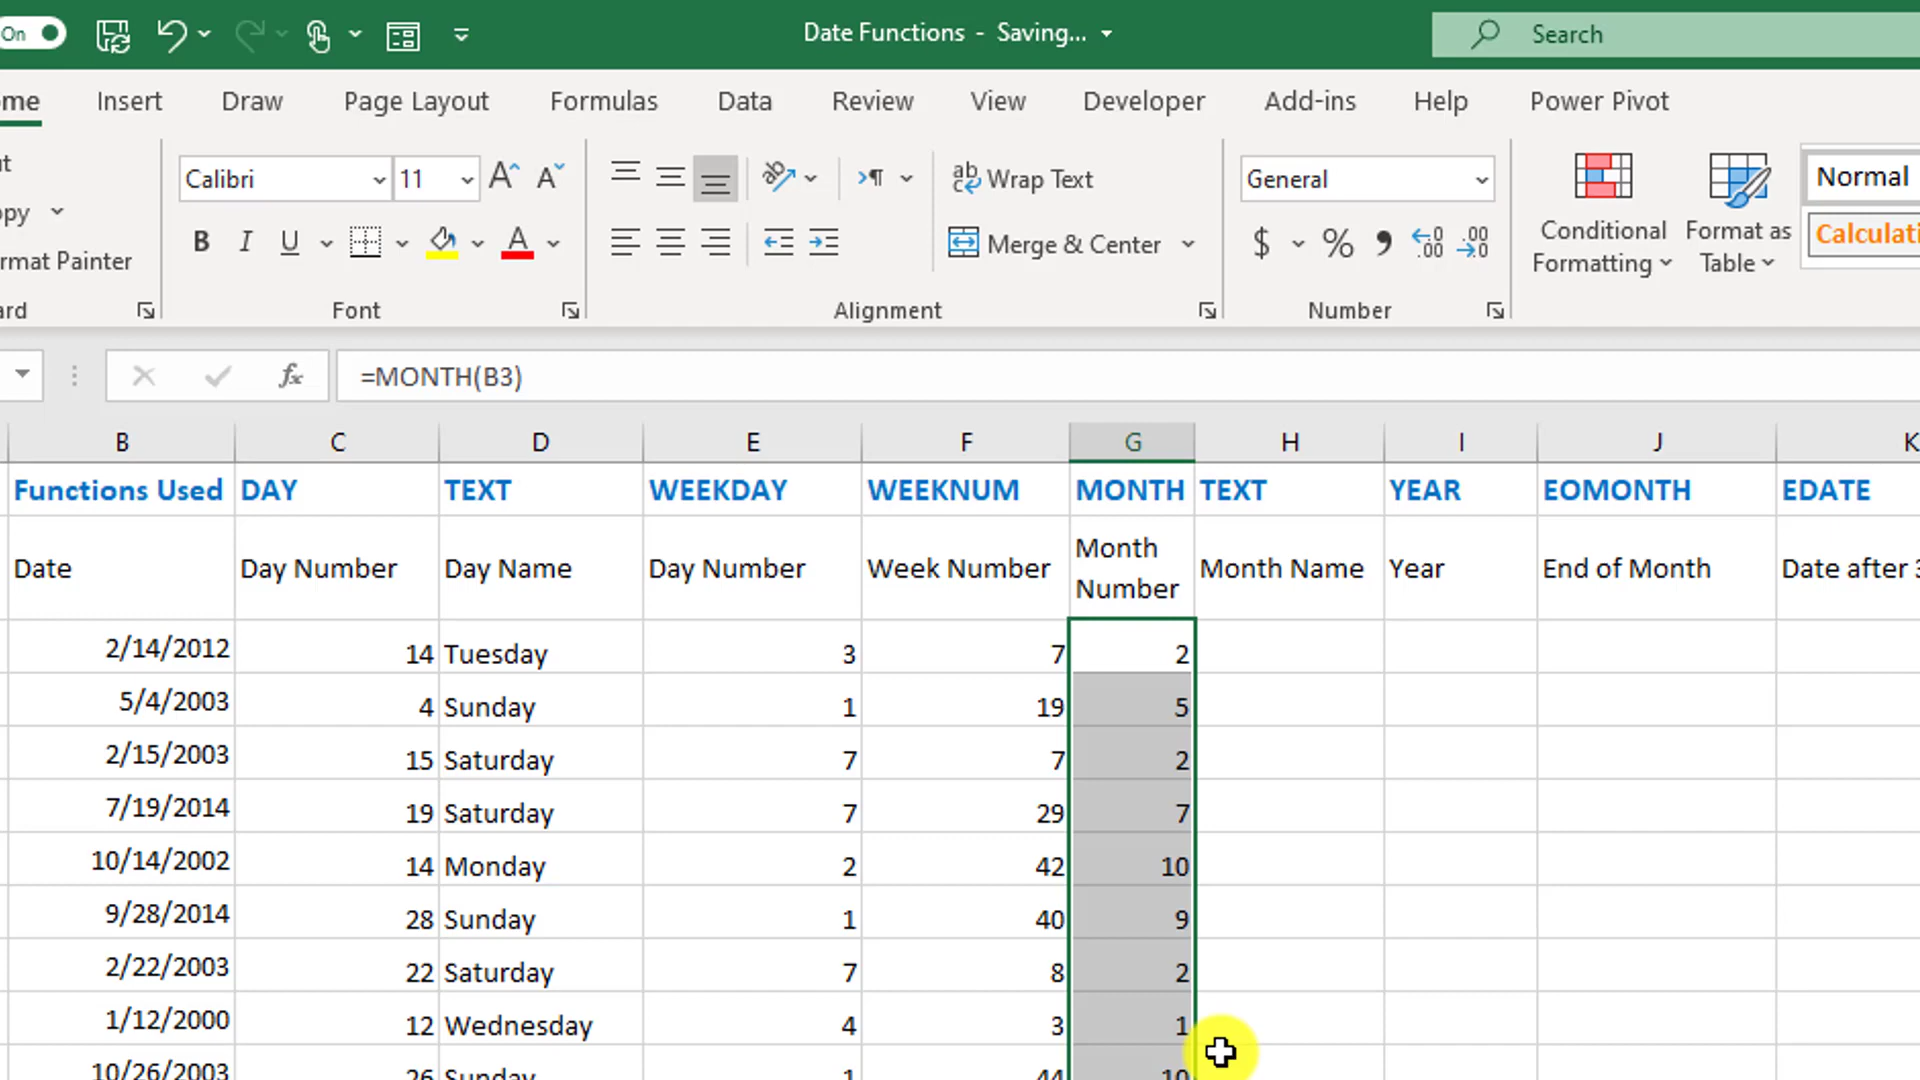 On
Date Functions - Saving...
Search
ome
Insert
Draw
Page Layout
Formulas
Data
Review
View
Developer
Add-ins
Help
Power Pivot
Calibri
11
Wrap Text
General
Normal
opy
B I U
A
Merge & Center
$ % ,
Conditional
Formatting
Format as
Table
Calculati
rmat Painter
ard
Font
Alignment
Number
fx
=MONTH(B3)
B C D E F G H I J K
Functions Used DAY TEXT WEEKDAY WEEKNUM MONTH TEXT YEAR EOMONTH EDATE
Date Day Number Day Name Day Number Week Number Month Number Month Name Year End of Month Date after 3
2/14/2012 14 Tuesday 3 7 2
5/4/2003 4 Sunday 1 19 5
2/15/2003 15 Saturday 7 7 2
7/19/2014 19 Saturday 7 29 7
10/14/2002 14 Monday 2 42 10
9/28/2014 28 Sunday 1 40 9
2/22/2003 22 Saturday 7 8 2
1/12/2000 12 Wednesday 4 3 1
10/26/2003 26 Sunday 1 44 10